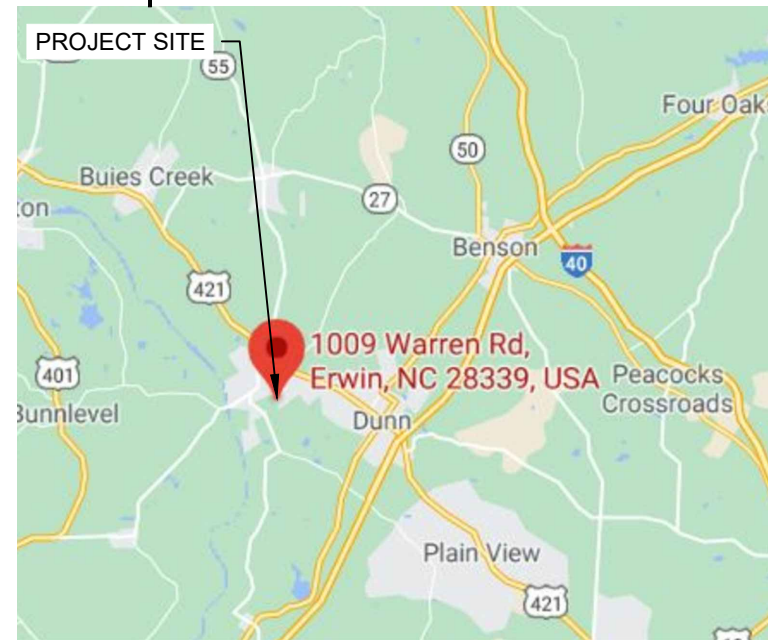 PROJECT SITE
55
Four Oak
50
Buies Creek
27
ton
Benson
40
421
1009 Warren Rd,
Erwin, NC 28339, USA
Peacocks
Crossroads
401
Bunnlevel
Dunn
Plain View
421